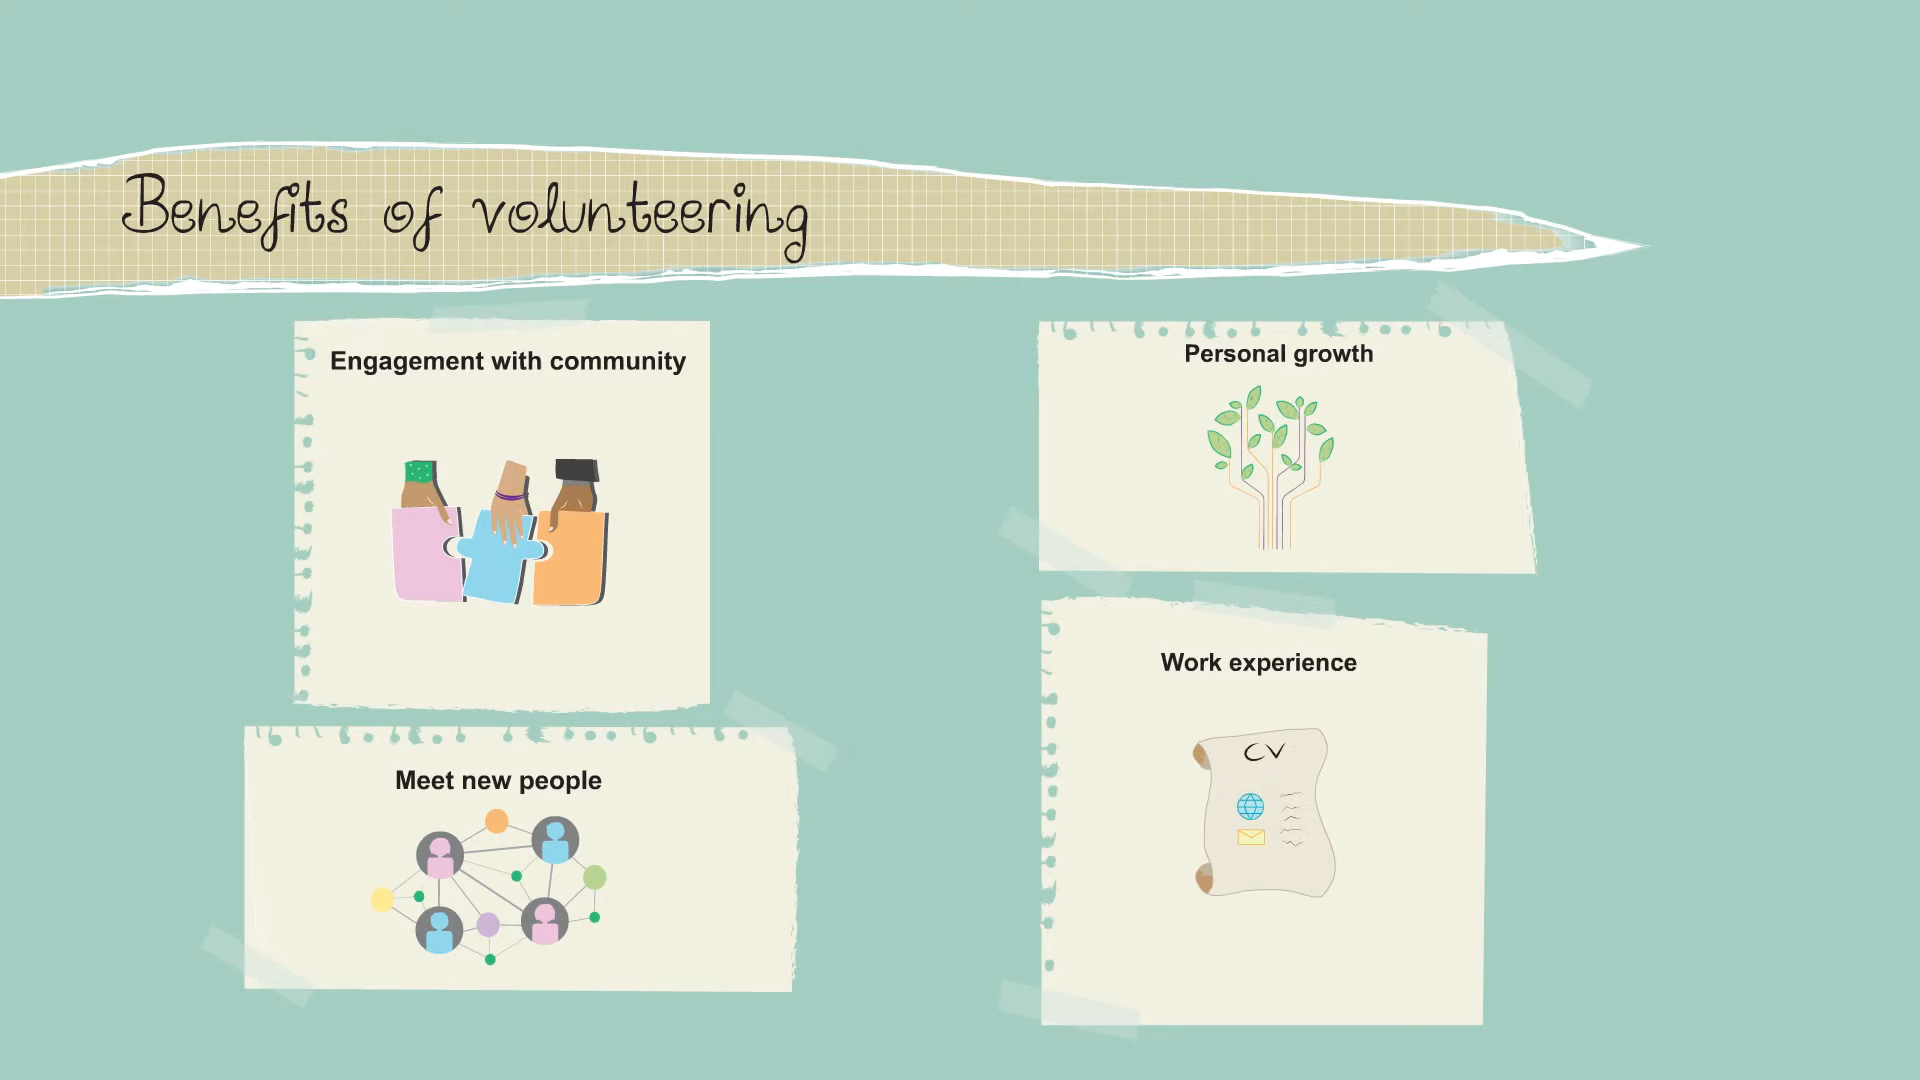 Benefits of volunteering
Engagement with community
Personal growth
Meet new people
Work experience
CV